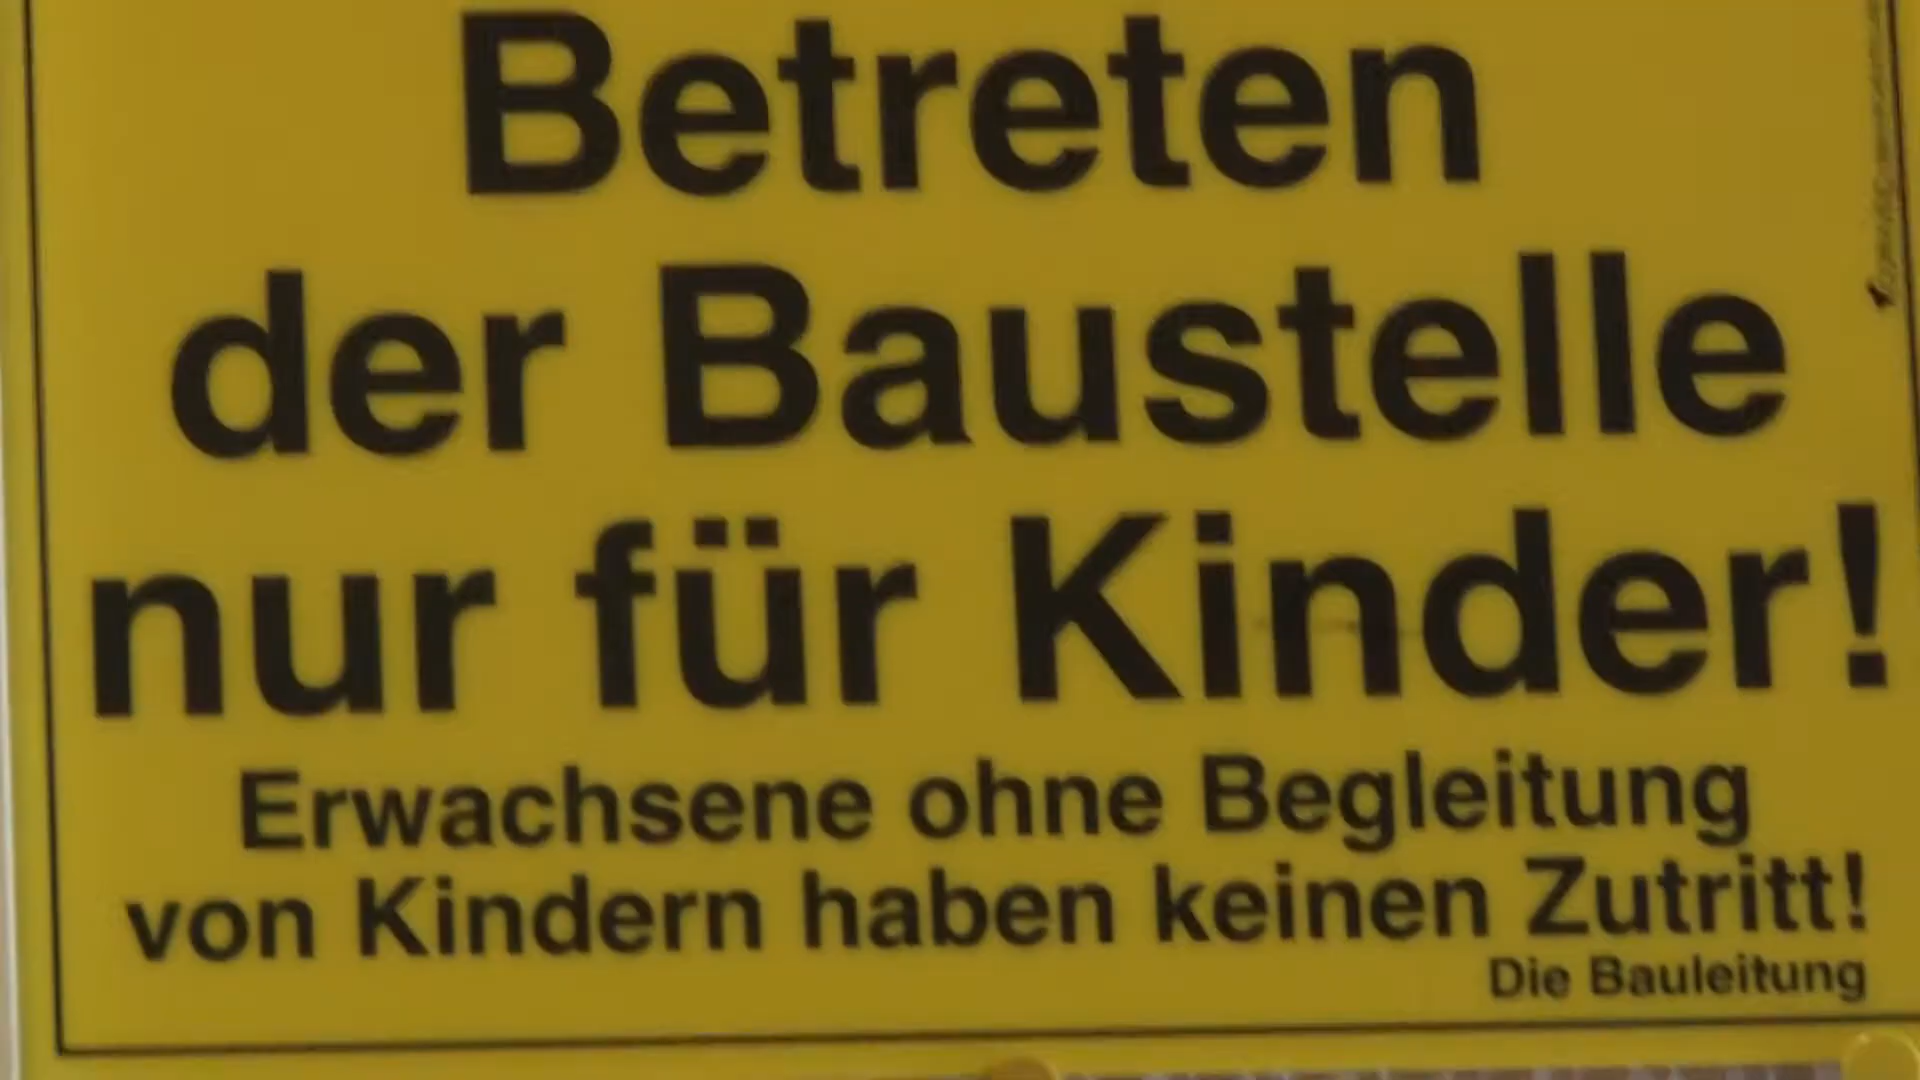 Betreten
der Baustelle
nur für Kinder!
Erwachsene ohne Begleitung
von Kindern haben keinen Zutritt!
Die Bauleitung